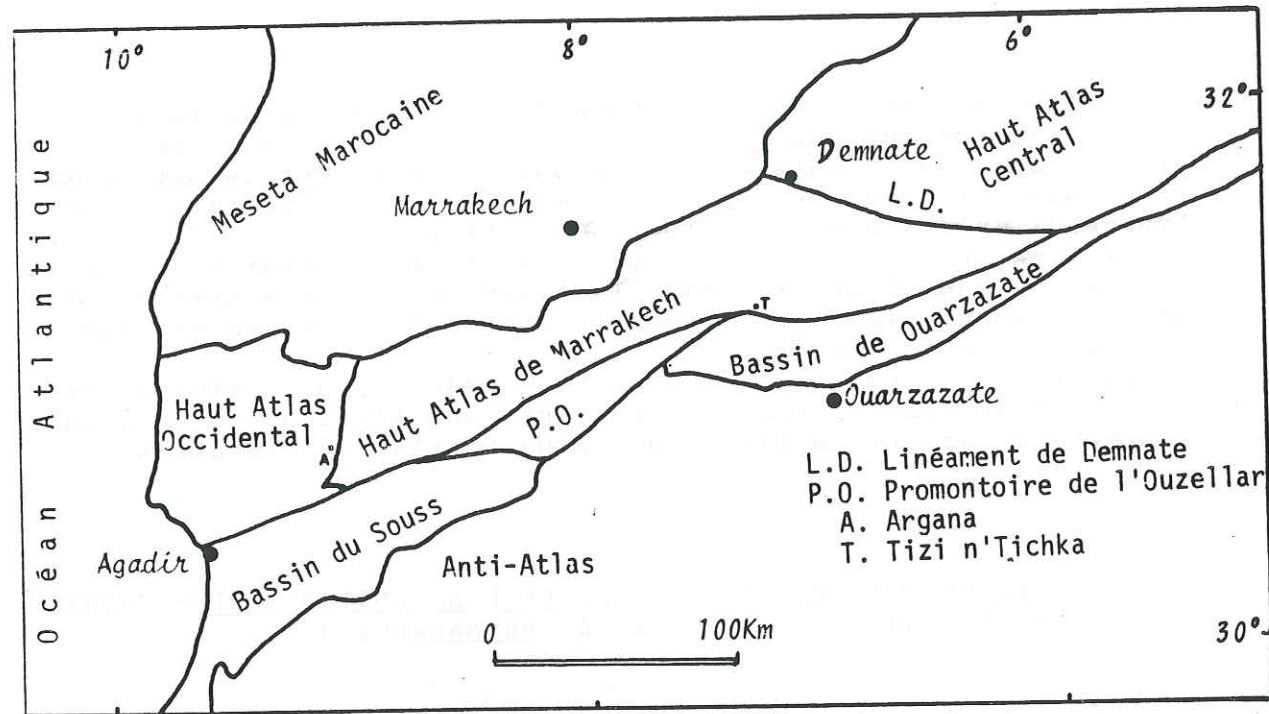 10°
8°
6°
32°
Océan Atlantique
Meseta Marocaine
Marrakech
Demnate
Haut Atlas
Central
L.D.
T
Haut Atlas de Marrakech
Bassin de Ouarzazate
Ouarzazate
Haut Atlas
Occidental
A
P.O.
L.D. Linéament de Demnate
P.O. Promontoire de l'Ouzellar
A. Argana
T. Tizi n'Tichka
Agadir
Bassin du Souss
Anti-Atlas
0 100Km
30°